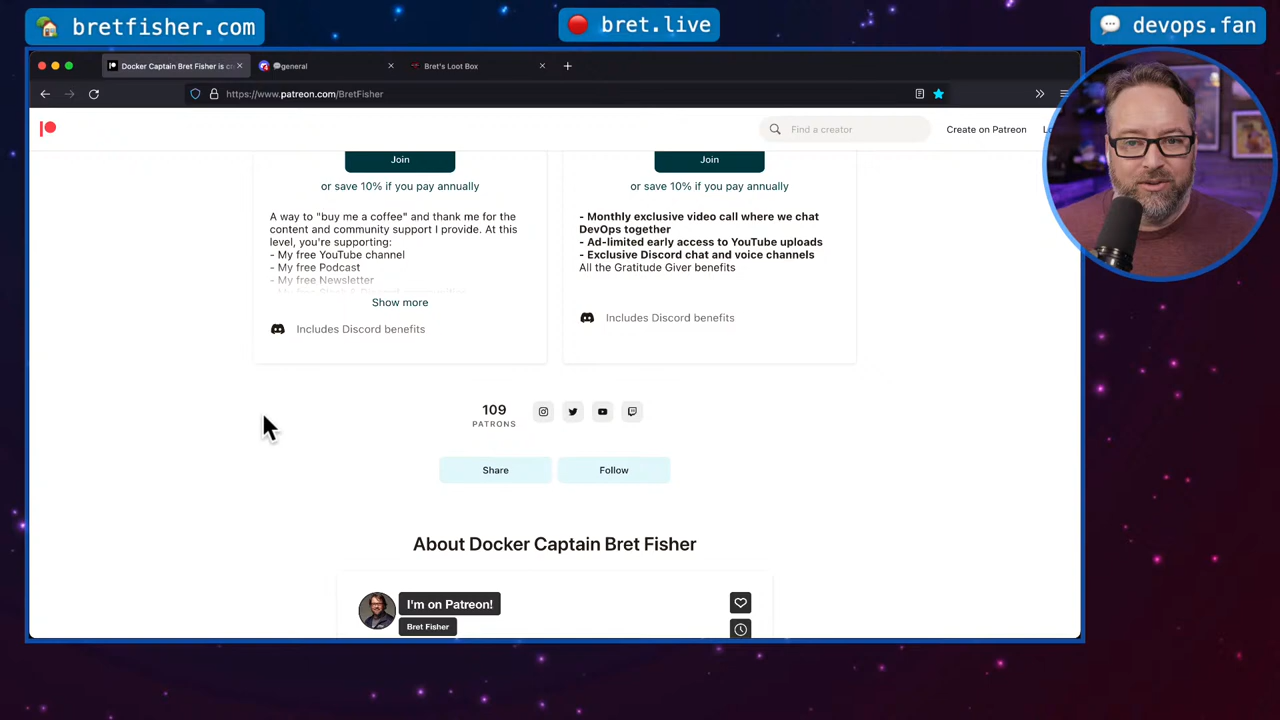 bretfisher.com
bret.live
devops.fan
Docker Captain Bret Fisher is cr
general
Bret's Loot Box
https://www.patreon.com/BretFisher
Find a creator
Create on Patreon
Lo
Join
or save 10% if you pay annually
A way to "buy me a coffee" and thank me for the
content and community support I provide. At this
level, you're supporting:
- My free YouTube channel
- My free Podcast
- My free Newsletter
Show more
Includes Discord benefits
Join
or save 10% if you pay annually
- Monthly exclusive video call where we chat
DevOps together
- Ad-limited early access to YouTube uploads
- Exclusive Discord chat and voice channels
All the Gratitude Giver benefits
Includes Discord benefits
109
PATRONS
Share
Follow
About Docker Captain Bret Fisher
I'm on Patreon!
Bret Fisher